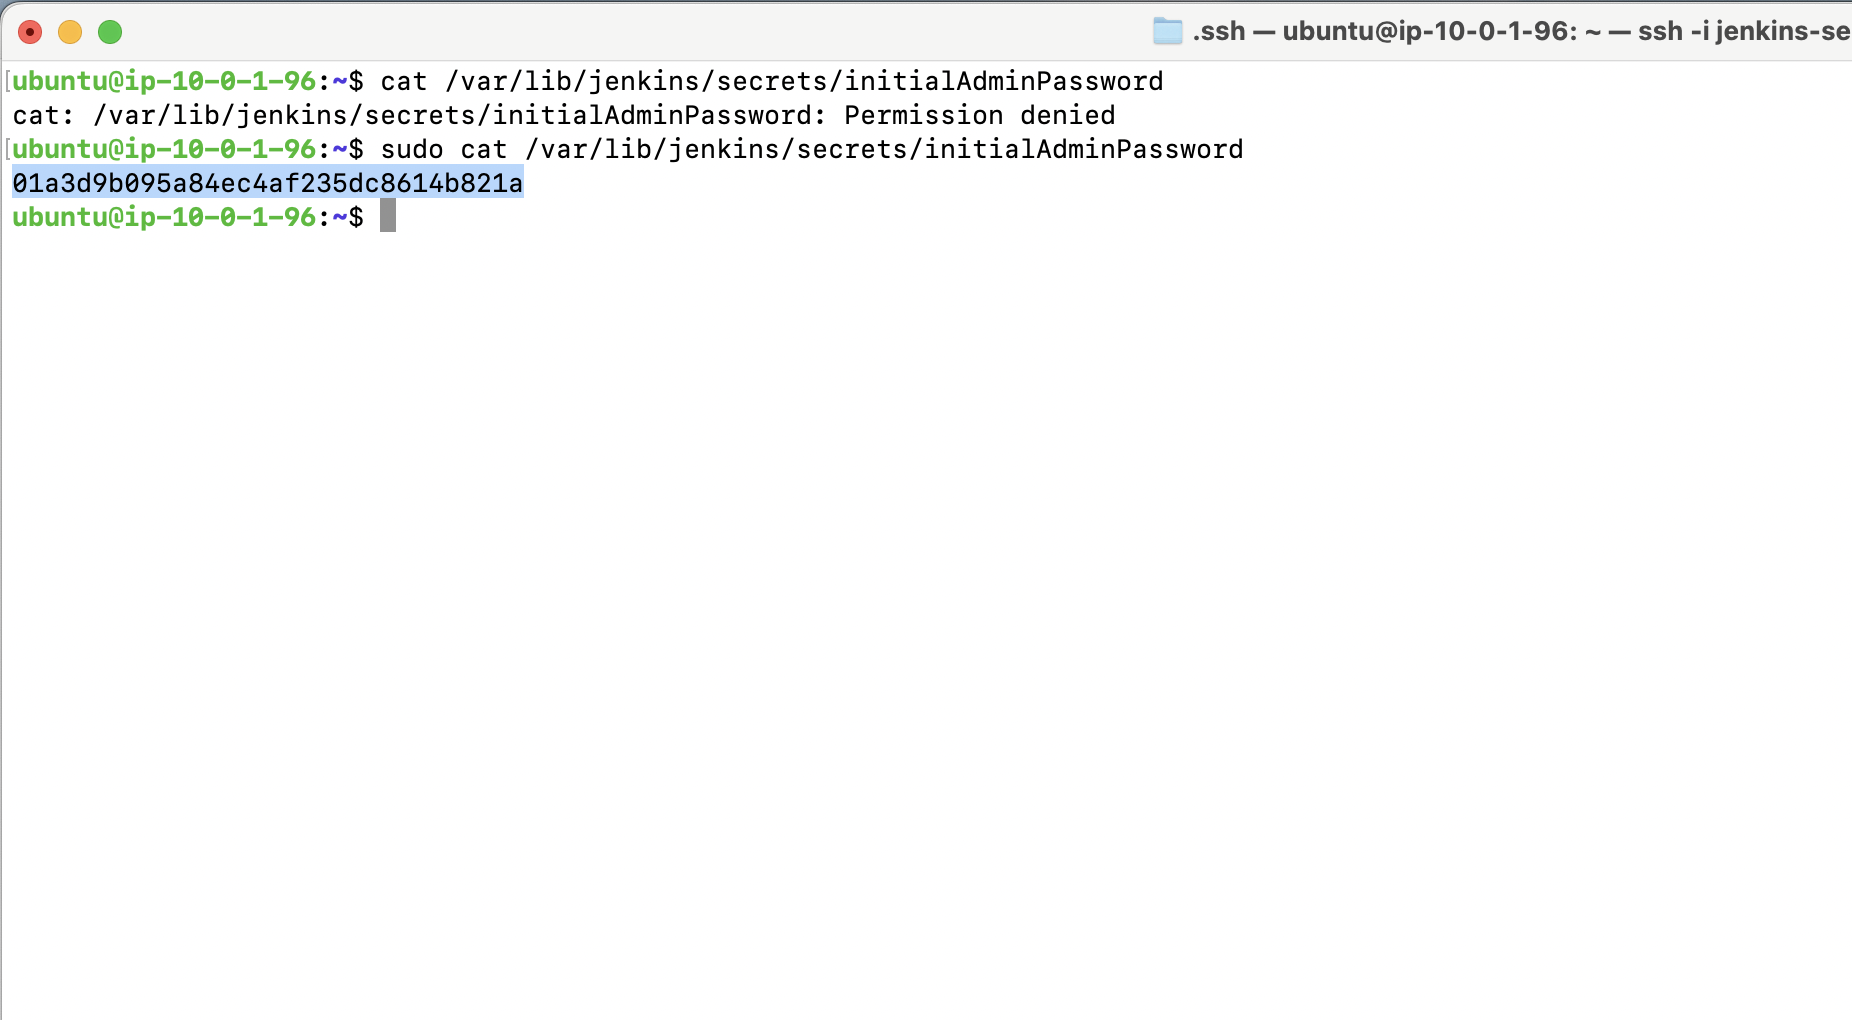 .ssh — ubuntu@ip-10-0-1-96: ~ — ssh -i jenkins-se
ubuntu@ip-10-0-1-96:~$ cat /var/lib/jenkins/secrets/initialAdminPassword
cat: /var/lib/jenkins/secrets/initialAdminPassword: Permission denied
ubuntu@ip-10-0-1-96:~$ sudo cat /var/lib/jenkins/secrets/initialAdminPassword
01a3d9b095a84ec4af235dc8614b821a
ubuntu@ip-10-0-1-96:~$